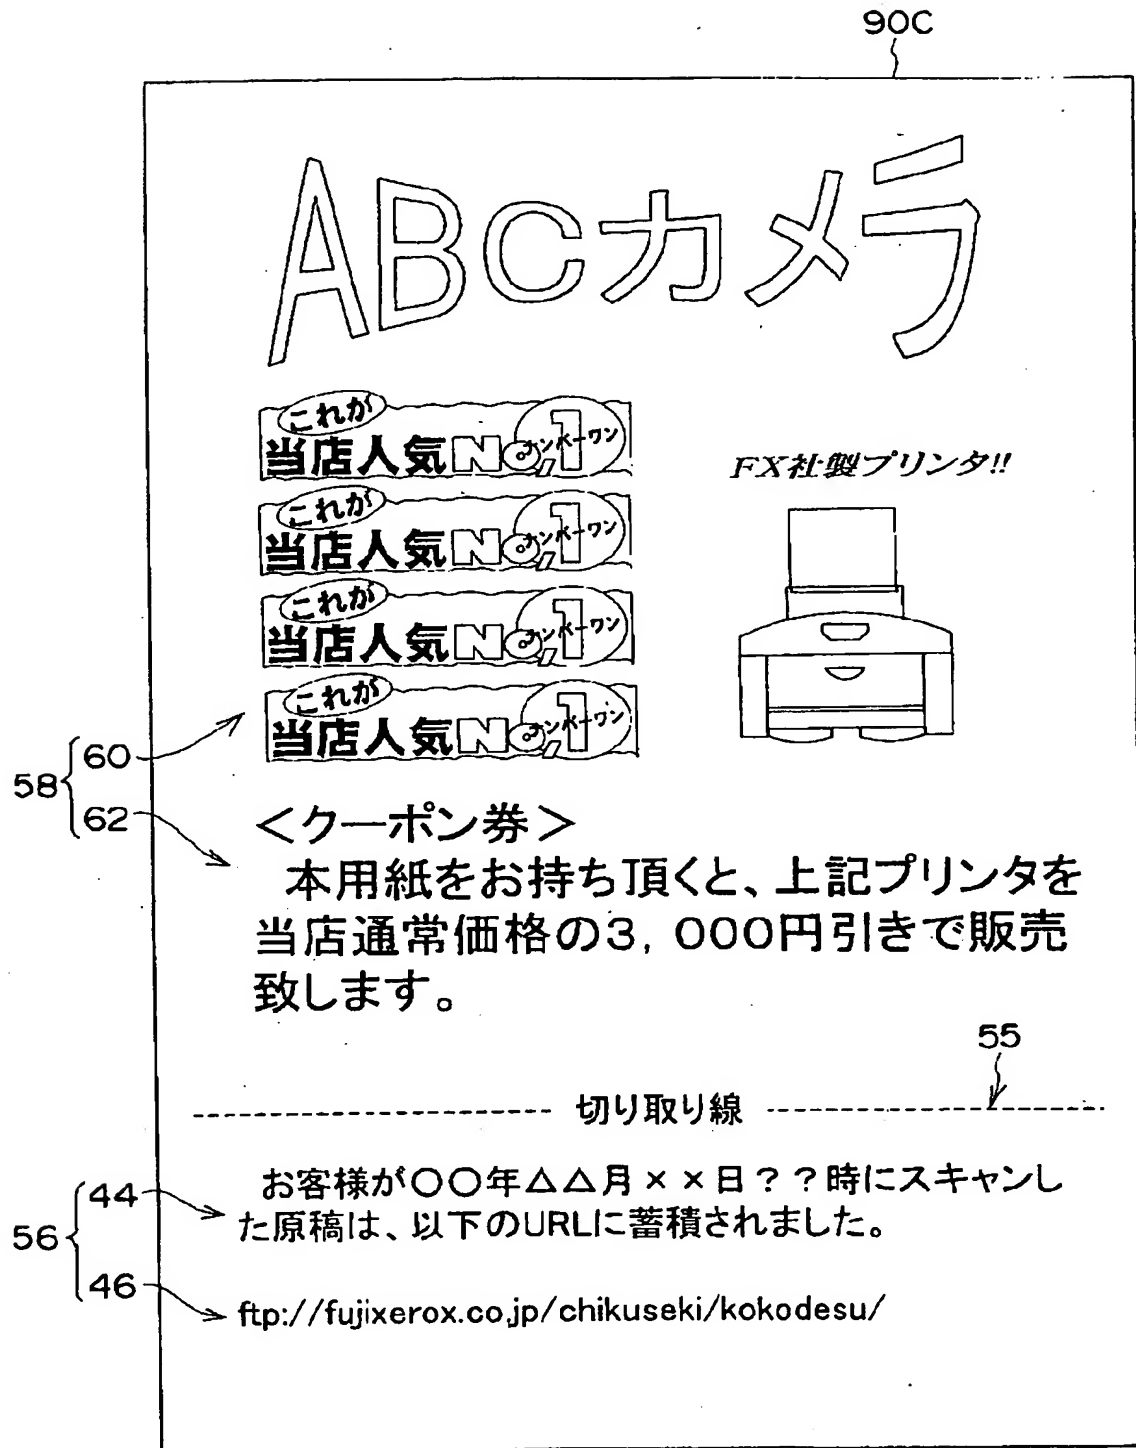 90C
ABCカメラ
これが
当店人気No,1
ナンバーワン
これが
当店人気No,1
ナンバーワン
これが
当店人気No,1
ナンバーワン
これが
当店人気No,1
ナンバーワン
FX社製プリンタ!!
58
60
62
＜クーポン券＞
本用紙をお持ち頂くと、上記プリンタを
当店通常価格の3,000円引きで販売
致します。
55
切り取り線
56
44
46
お客様が〇〇年△△月××日??時にスキャンし
た原稿は、以下のURLに蓄積されました。
ftp://fujixerox.co.jp/chikuseki/kokodesu/